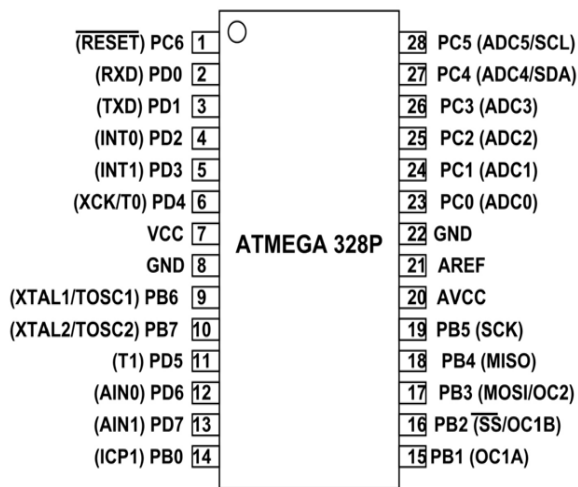 (RESET) PC6 1
28 PC5 (ADC5/SCL)
(RXD) PD0 2
27 PC4 (ADC4/SDA)
(TXD) PD1 3
26 PC3 (ADC3)
(INT0) PD2 4
25 PC2 (ADC2)
(INT1) PD3 5
24 PC1 (ADC1)
(XCK/T0) PD4 6
23 PC0 (ADC0)
VCC 7
22 GND
ATMEGA 328P
GND 8
21 AREF
(XTAL1/TOSC1) PB6 9
20 AVCC
(XTAL2/TOSC2) PB7 10
19 PB5 (SCK)
(T1) PD5 11
18 PB4 (MISO)
(AIN0) PD6 12
17 PB3 (MOSI/OC2)
(AIN1) PD7 13
16 PB2 (SS/OC1B)
(ICP1) PB0 14
15 PB1 (OC1A)